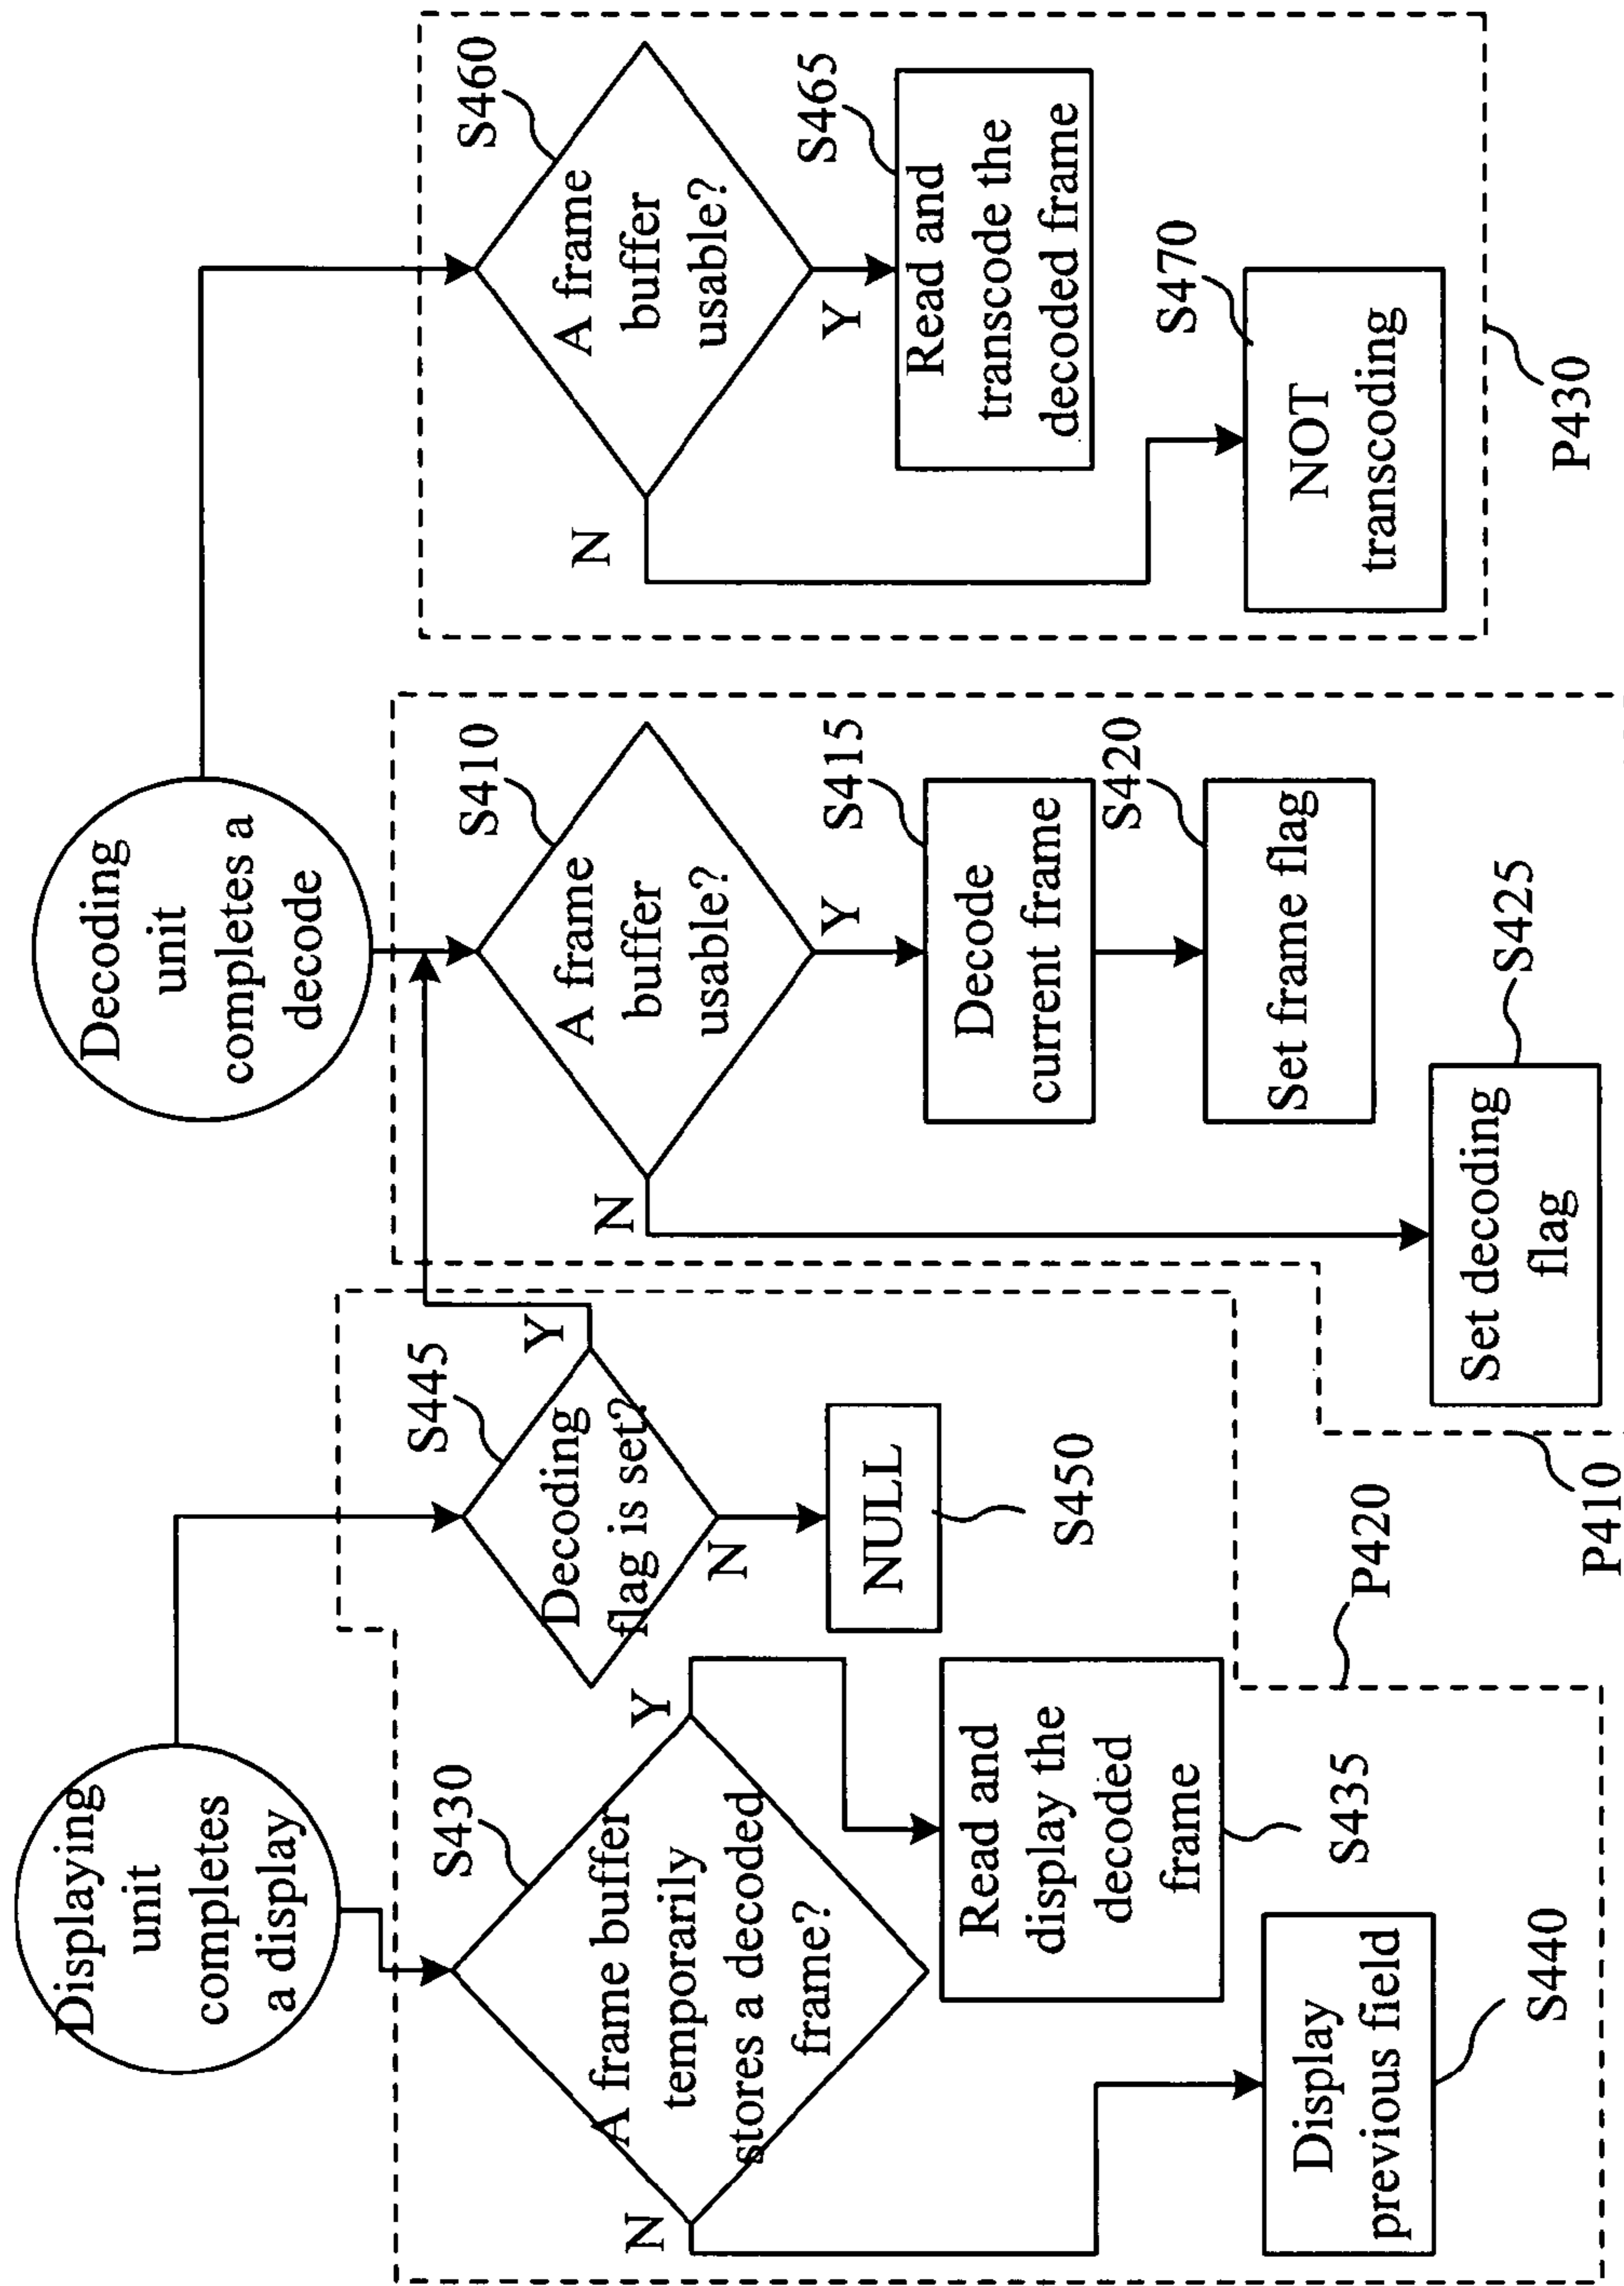 Displaying
unit
completes
a display
S430
A frame buffer
temporarily
stores a decoded
frame?
N
Y
Read and
display the
decoded
frame
S435
Display
previous field
S440
S445
Decoding
flag is set?
Y
N
NULL
S450
P420
Decoding
unit
completes a
decode
S410
A frame
buffer
usable?
N
Y
S415
Decode
current frame
S420
Set frame flag
S425
Set decoding
flag
P410
S460
A frame
buffer
usable?
N
Y
S465
Read and
transcode the
decoded frame
S470
NOT
transcoding
P430